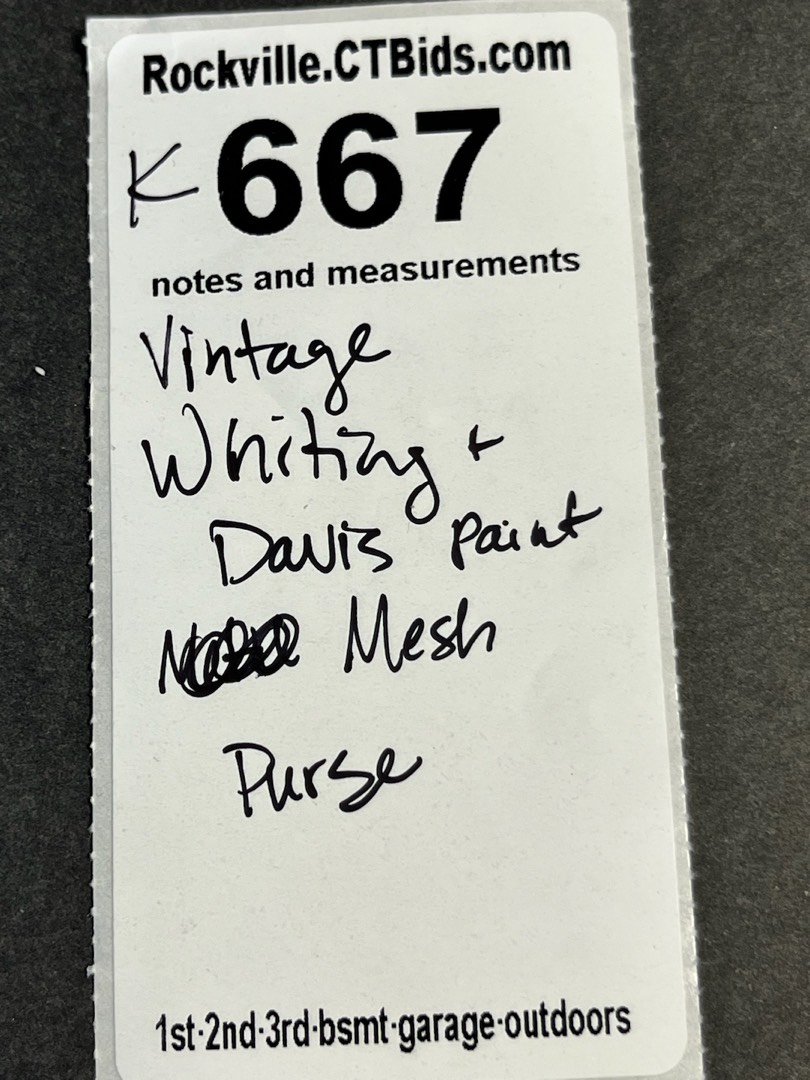 Rockville.CTBids.com
K 667
notes and measurements
Vintage
Whiting +
Davis Paint
Mesh
Purse
1st·2nd·3rd·bsmt·garage·outdoors